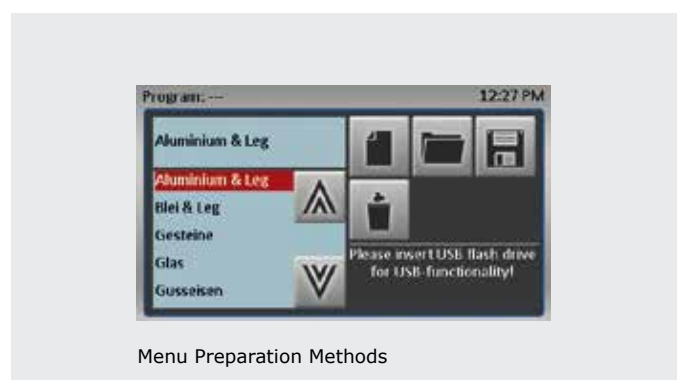 Program: ---
12:27 PM
Aluminium & Leg
Aluminium & Leg
Blei & Leg
Gesteine
Glas
Gusseisen
Please insert USB flash drive
for USB-functionality!
Menu Preparation Methods